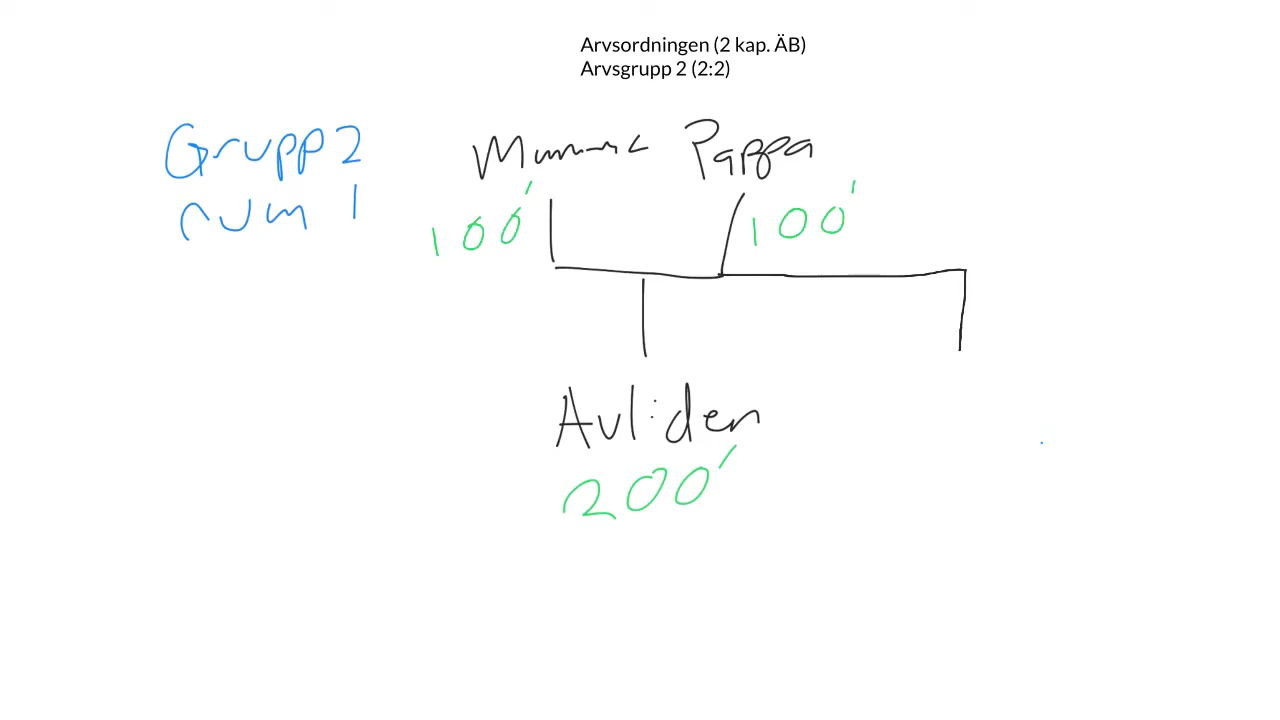 Arvsordningen (2 kap. ÄB)
Arvsgrupp 2 (2:2)
Grupp 2
num 1
Mamma Pappa
100' 100'
Avliden
200'